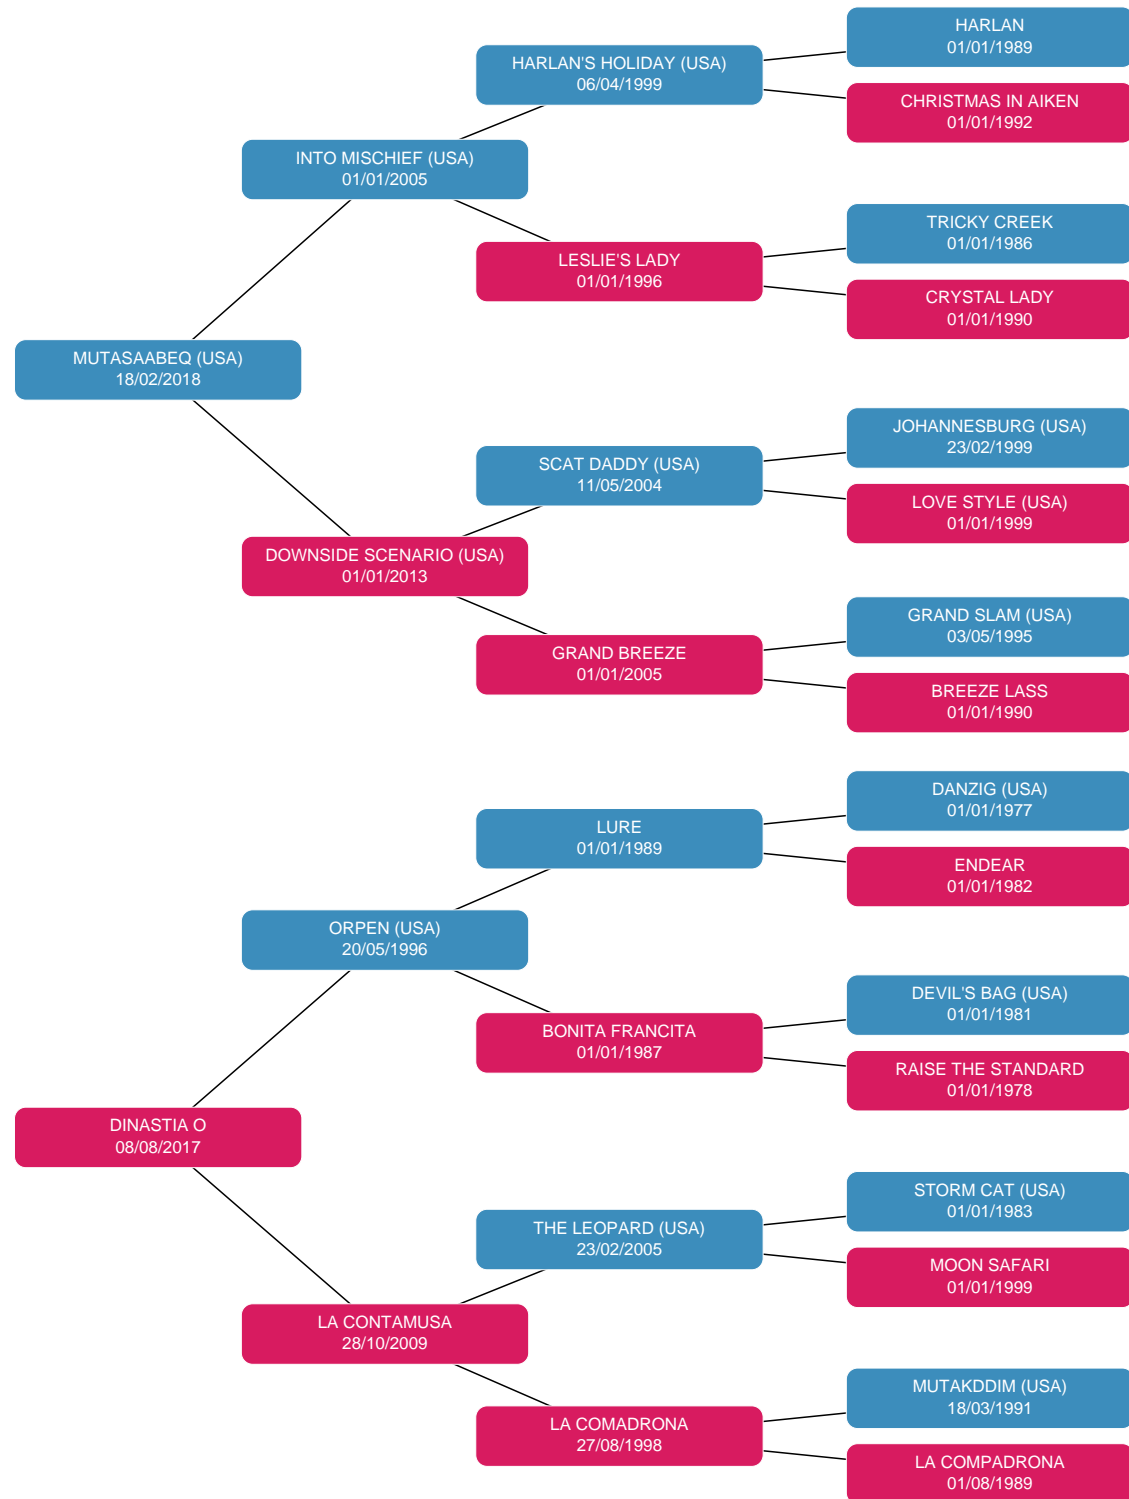 HARLAN
01/01/1989
HARLAN'S HOLIDAY (USA)
06/04/1999
CHRISTMAS IN AIKEN
01/01/1992
INTO MISCHIEF (USA)
01/01/2005
TRICKY CREEK
01/01/1986
LESLIE'S LADY
01/01/1996
CRYSTAL LADY
01/01/1990
MUTASAABEQ (USA)
18/02/2018
JOHANNESBURG (USA)
23/02/1999
SCAT DADDY (USA)
11/05/2004
LOVE STYLE (USA)
01/01/1999
DOWNSIDE SCENARIO (USA)
01/01/2013
GRAND SLAM (USA)
03/05/1995
GRAND BREEZE
01/01/2005
BREEZE LASS
01/01/1990
DANZIG (USA)
01/01/1977
LURE
01/01/1989
ENDEAR
01/01/1982
ORPEN (USA)
20/05/1996
DEVIL'S BAG (USA)
01/01/1981
BONITA FRANCITA
01/01/1987
RAISE THE STANDARD
01/01/1978
DINASTIA O
08/08/2017
STORM CAT (USA)
01/01/1983
THE LEOPARD (USA)
23/02/2005
MOON SAFARI
01/01/1999
LA CONTAMUSA
28/10/2009
MUTAKDDIM (USA)
18/03/1991
LA COMADRONA
27/08/1998
LA COMPADRONA
01/08/1989